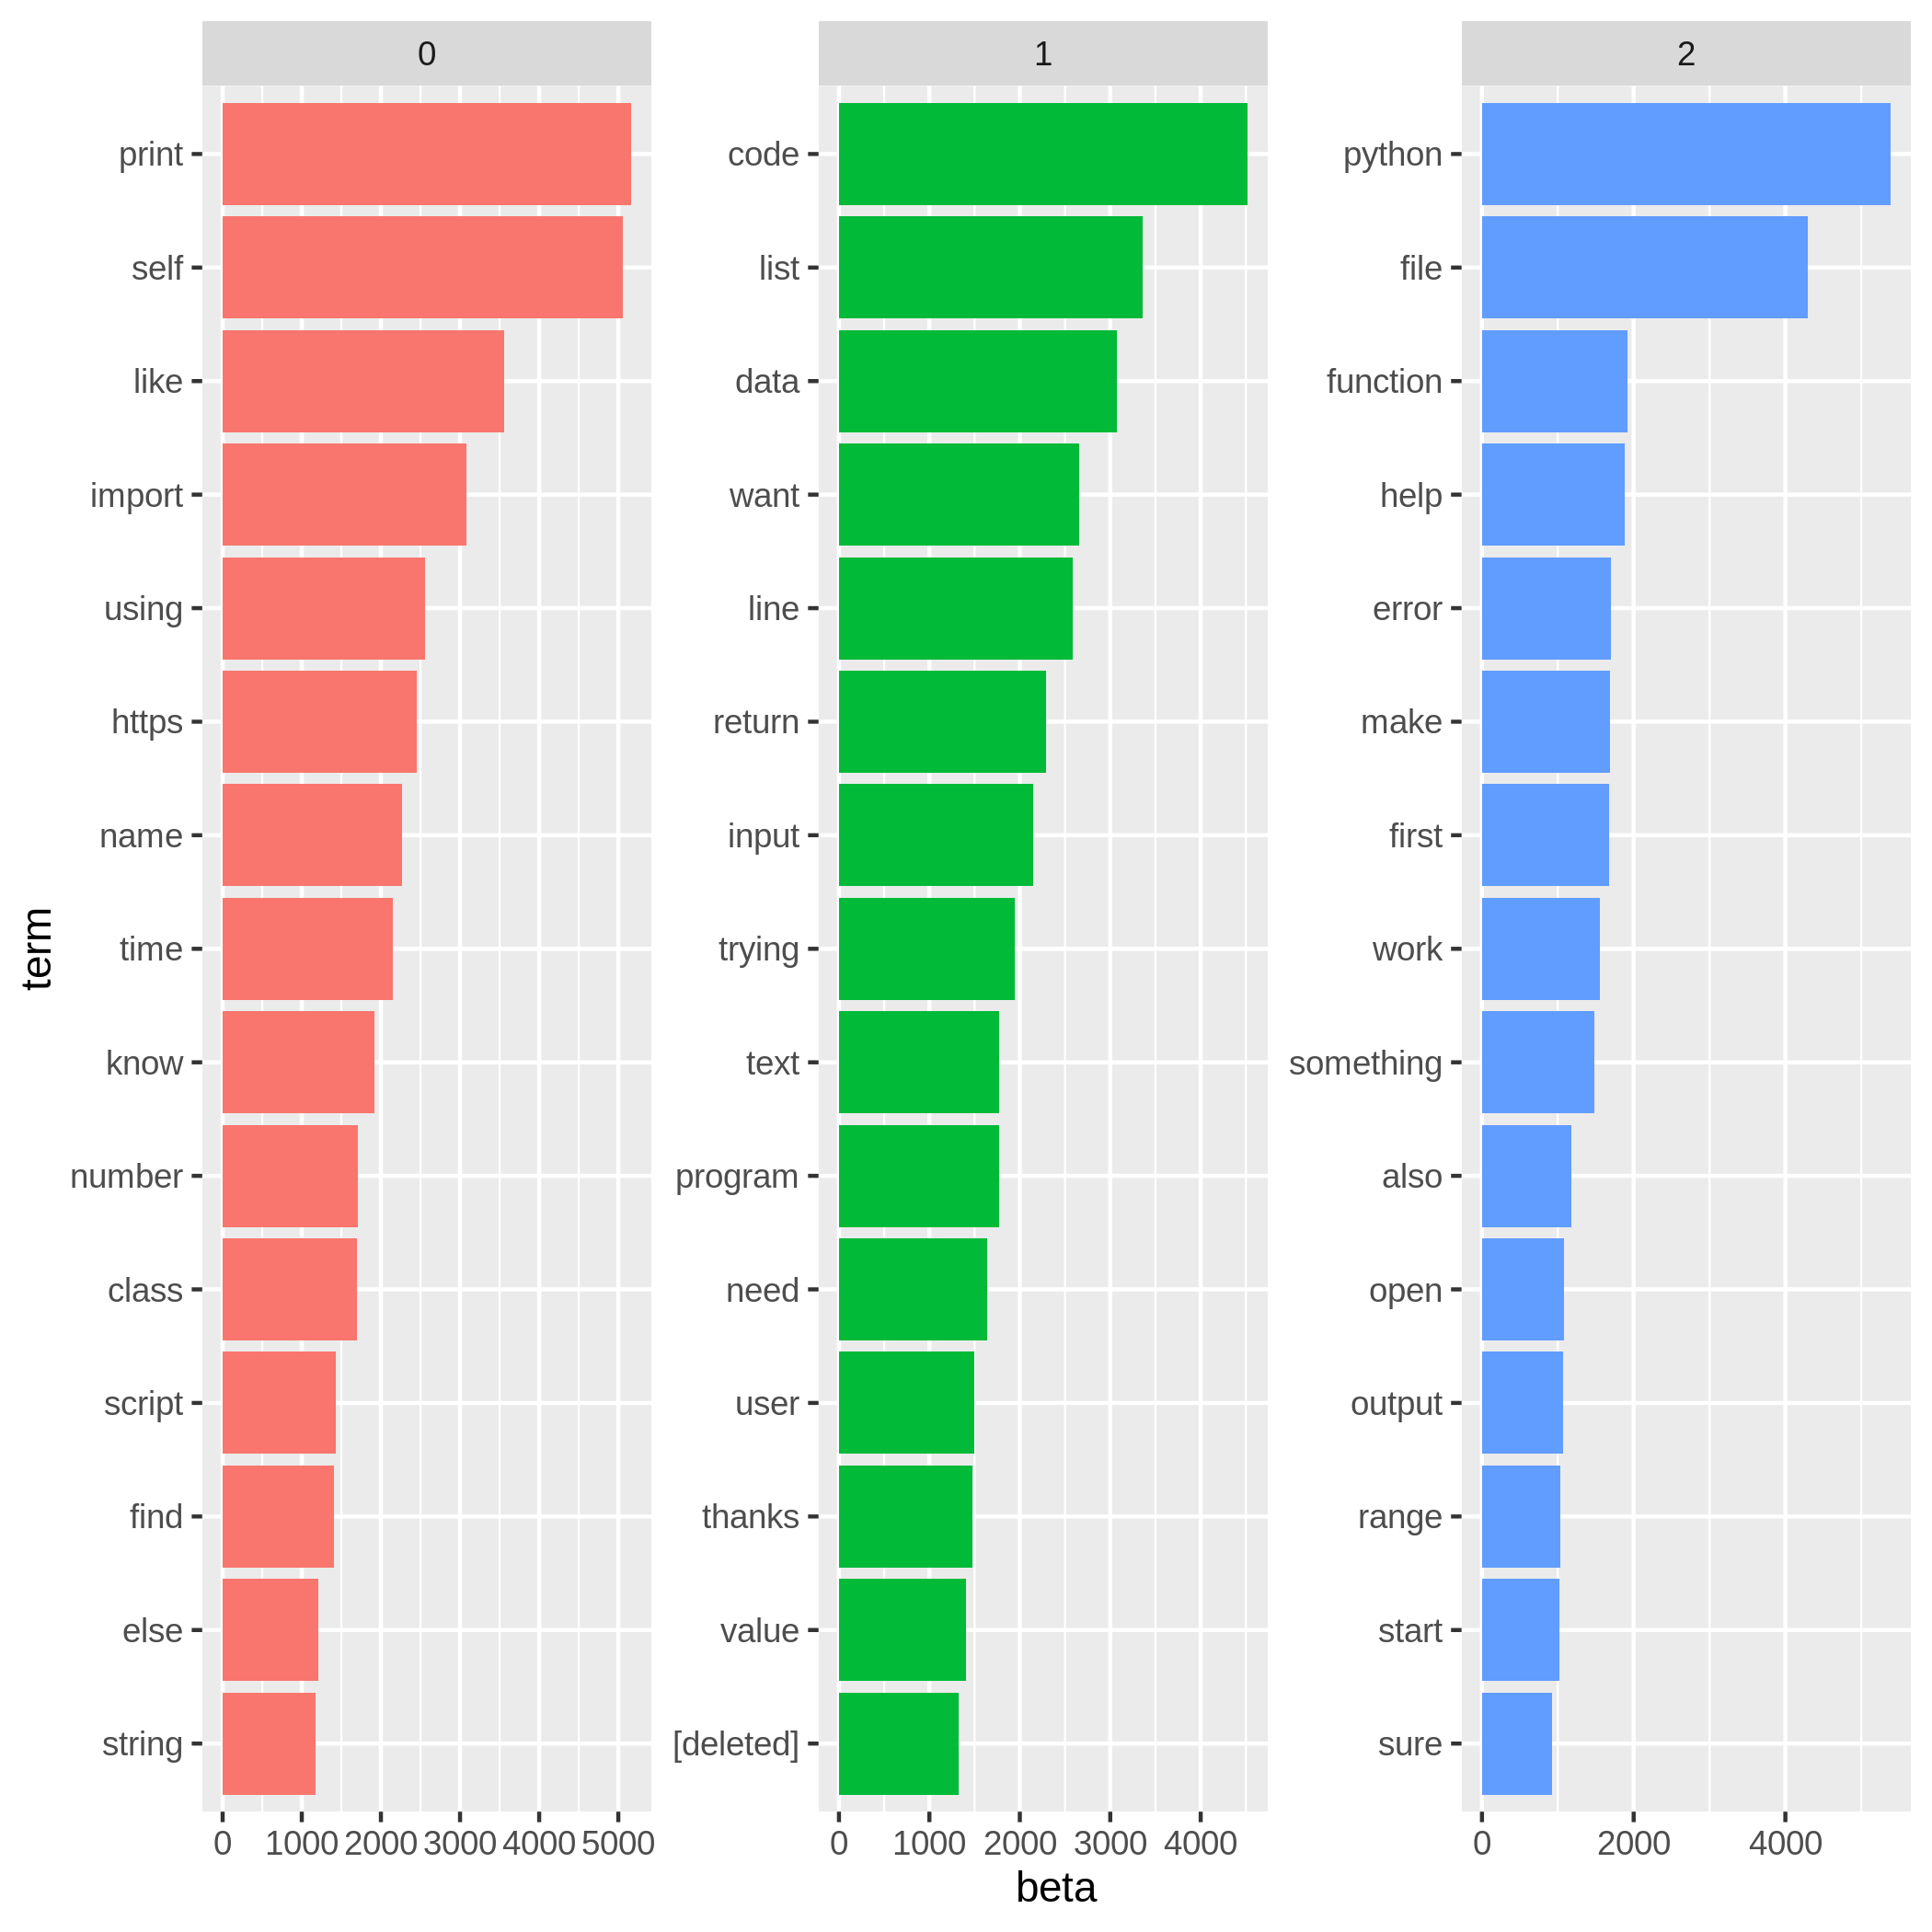 0
1
2
term
print
self
like
import
using
https
name
time
know
number
class
script
find
else
string
0 1000 2000 3000 4000 5000
code
list
data
want
line
return
input
trying
text
program
need
user
thanks
value
[deleted]
0 1000 2000 3000 4000
python
file
function
help
error
make
first
work
something
also
open
output
range
start
sure
0 2000 4000
beta